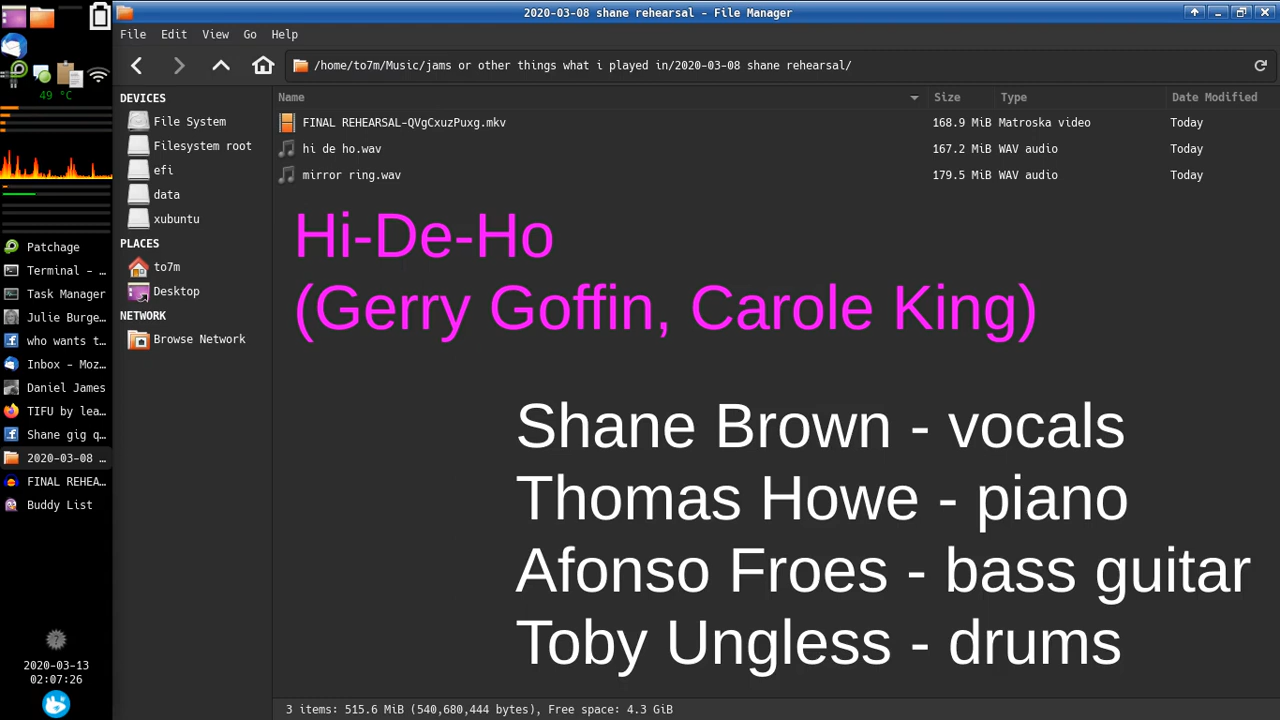 2020-03-08 shane rehearsal - File Manager
File Edit View Go Help
/home/to7m/Music/jams or other things what i played in/2020-03-08 shane rehearsal/
49 °C
Patchage
Terminal - …
Task Manager
Julie Burge…
who wants t…
Inbox - Moz…
Daniel James
TIFU by lea…
Shane gig q…
2020-03-08 …
FINAL REHEA…
Buddy List
2020-03-13
02:07:26
DEVICES
File System
Filesystem root
efi
data
xubuntu
PLACES
to7m
Desktop
NETWORK
Browse Network
Name Size Type Date Modified
FINAL REHEARSAL-QVgCxuzPuxg.mkv 168.9 MiB Matroska video Today
hi de ho.wav 167.2 MiB WAV audio Today
mirror ring.wav 179.5 MiB WAV audio Today
Hi-De-Ho
(Gerry Goffin, Carole King)
Shane Brown - vocals
Thomas Howe - piano
Afonso Froes - bass guitar
Toby Ungless - drums
3 items: 515.6 MiB (540,680,444 bytes), Free space: 4.3 GiB